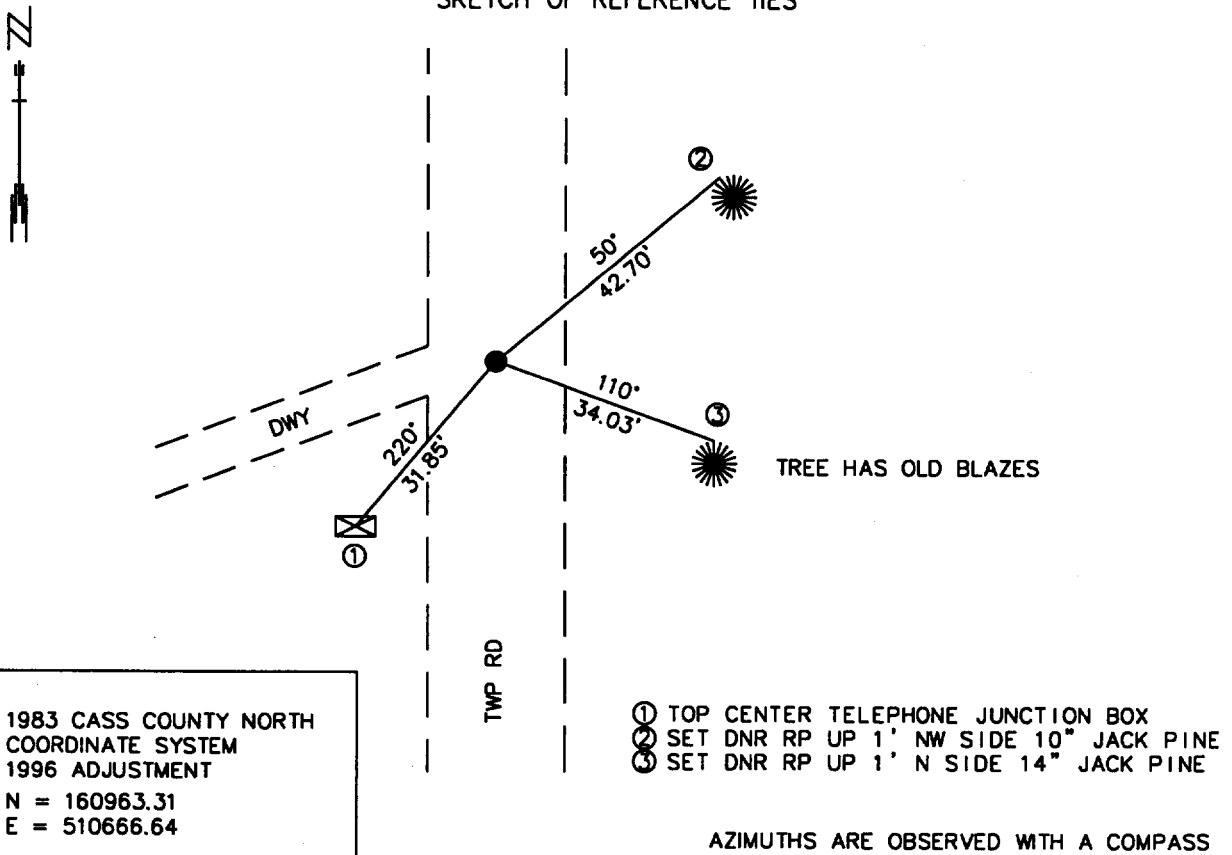 SKETCH OF REFERENCE TIES
N
②
50°
42.70'
110°
34.03'
③
DWY
220°
31.85'
TREE HAS OLD BLAZES
①
TWP RD
1983 CASS COUNTY NORTH
COORDINATE SYSTEM
1996 ADJUSTMENT
N = 160963.31
E = 510666.64
① TOP CENTER TELEPHONE JUNCTION BOX
② SET DNR RP UP 1' NW SIDE 10" JACK PINE
③ SET DNR RP UP 1' N SIDE 14" JACK PINE
AZIMUTHS ARE OBSERVED WITH A COMPASS